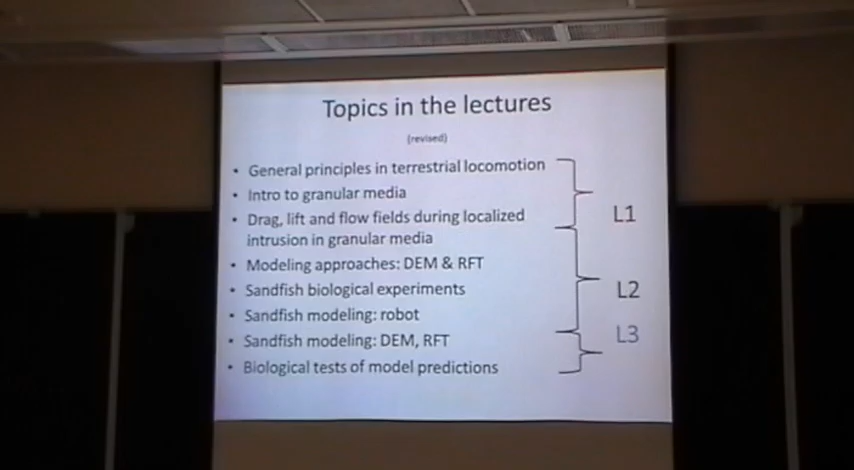 Topics in the lectures
(revised)
• General principles in terrestrial locomotion
• Intro to granular media
• Drag, lift and flow fields during localized
intrusion in granular media
L1
• Modeling approaches: DEM & RFT
• Sandfish biological experiments
L2
• Sandfish modeling: robot
• Sandfish modeling: DEM, RFT
L3
• Biological tests of model predictions